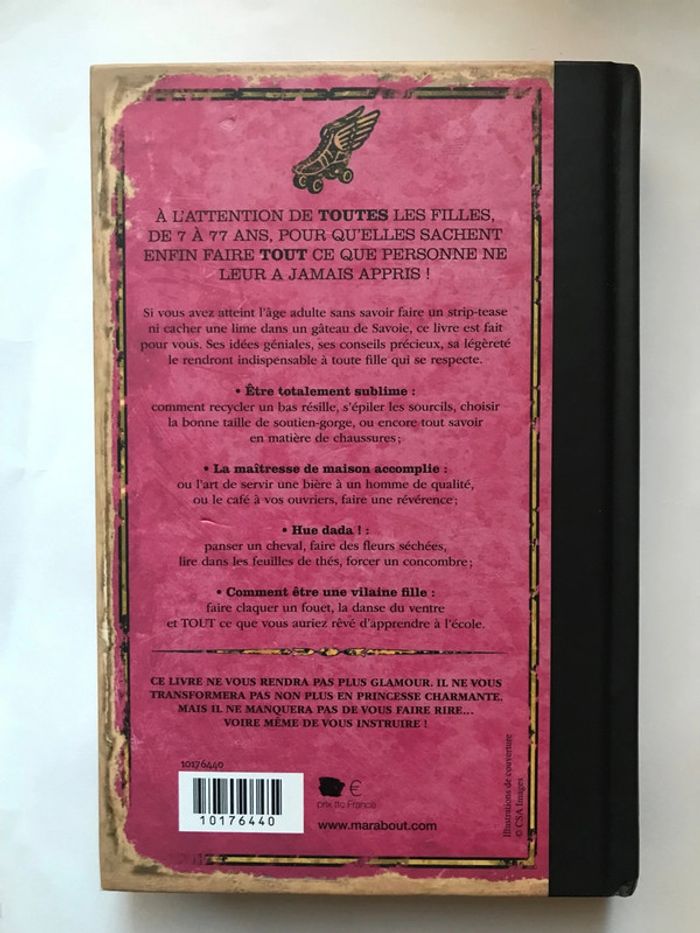 À L'ATTENTION DE TOUTES LES FILLES,
DE 7 À 77 ANS, POUR QU'ELLES SACHENT
ENFIN FAIRE TOUT CE QUE PERSONNE NE
LEUR A JAMAIS APPRIS !
Si vous avez atteint l'âge adulte sans savoir faire un strip-tease
ni cacher une lime dans un gâteau de Savoie, ce livre est fait
pour vous. Ses idées géniales, ses conseils précieux, sa légèreté
le rendront indispensable à toute fille qui se respecte.
• Être totalement sublime :
comment recycler un bas résille, s'épiler les sourcils, choisir
la bonne taille de soutien-gorge, ou encore tout savoir
en matière de chaussures ;
• La maîtresse de maison accomplie :
ou l'art de servir une bière à un homme de qualité,
ou le café à vos ouvriers, faire une révérence ;
• Hue dada ! :
panser un cheval, faire des fleurs séchées,
lire dans les feuilles de thés, forcer un concombre ;
• Comment être une vilaine fille :
faire claquer un fouet, la danse du ventre
et TOUT ce que vous auriez rêvé d'apprendre à l'école.
CE LIVRE NE VOUS RENDRA PAS PLUS GLAMOUR. IL NE VOUS
TRANSFORMERA PAS NON PLUS EN PRINCESSE CHARMANTE.
MAIS IL NE MANQUERA PAS DE VOUS FAIRE RIRE...
VOIRE MÊME DE VOUS INSTRUIRE !
10176440
10176440
€
prix France
www.marabout.com
Illustrations de couverture
© CSA Images